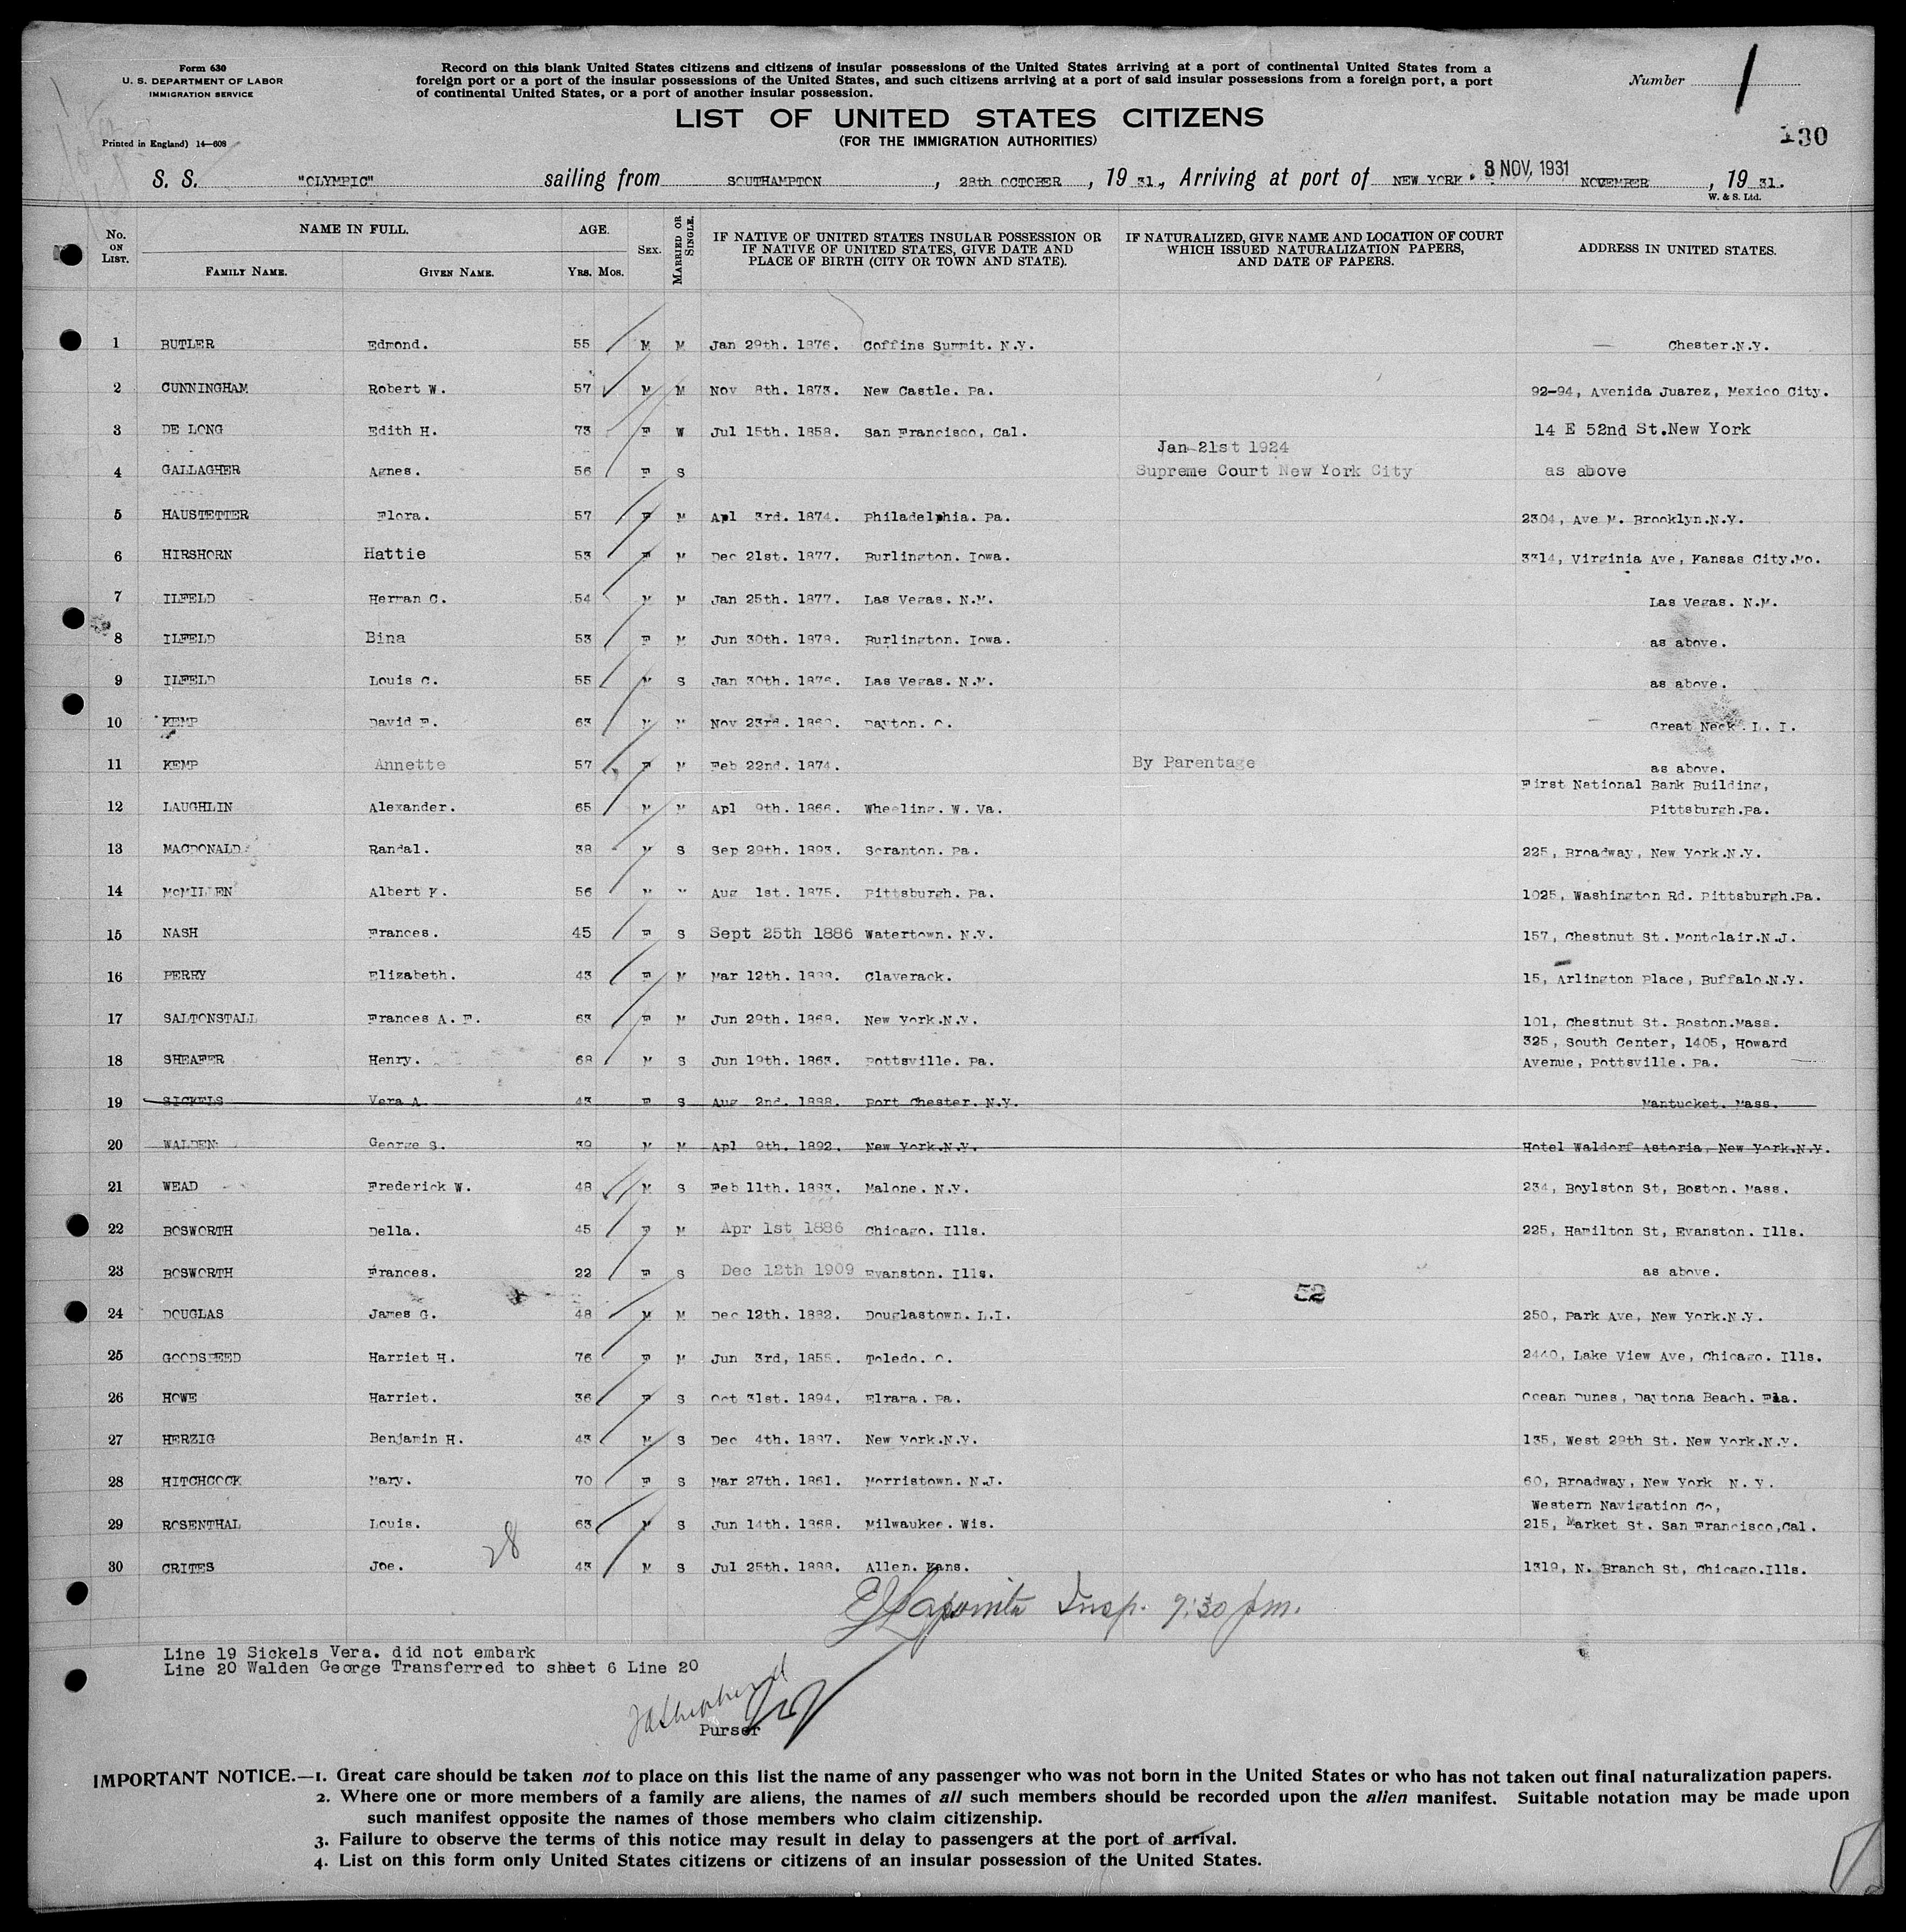 Form 630
U. S. DEPARTMENT OF LABOR
IMMIGRATION SERVICE
Printed in England) 14—608
Record on this blank United States citizens and citizens of insular possessions of the United States arriving at a port of continental United States from a
foreign port or a port of the insular possessions of the United States, and such citizens arriving at a port of said insular possessions from a foreign port, a port
of continental United States, or a port of another insular possession.
Number 1
LIST OF UNITED STATES CITIZENS
(FOR THE IMMIGRATION AUTHORITIES)
130
S. S. "OLYMPIC" sailing from SOUTHAMPTON, 28th OCTOBER, 19 31., Arriving at port of NEW YORK. 3 NOV, 1931 NOVEMBER, 19 31.
W. & S. Ltd.
No. ON LIST. NAME IN FULL. FAMILY NAME. GIVEN NAME. AGE. YRS. MOS. SEX. MARRIED OR SINGLE. IF NATIVE OF UNITED STATES INSULAR POSSESSION OR IF NATIVE OF UNITED STATES, GIVE DATE AND PLACE OF BIRTH (CITY OR TOWN AND STATE). IF NATURALIZED, GIVE NAME AND LOCATION OF COURT WHICH ISSUED NATURALIZATION PAPERS, AND DATE OF PAPERS. ADDRESS IN UNITED STATES.
1 BUTLER Edmond. 55 M M Jan 29th. 1876. Coffins Summit. N.Y. Chester.N.Y.
2 CUNNINGHAM Robert W. 57 M M Nov 8th. 1873. New Castle. Pa. 92-94, Avenida Juarez, Mexico City.
3 DE LONG Edith H. 73 F W Jul 15th. 1858. San Francisco, Cal. 14 E 52nd St.New York
Jan 21st 1924
4 GALLAGHER Agnes. 56 F S Supreme Court New York City as above
5 HAUSTETTER Flora. 57 F M Apl 3rd. 1874. Philadelphia. Pa. 2304, Ave M. Brooklyn.N.Y.
6 HIRSHORN Hattie 53 F M Dec 21st. 1877. Burlington. Iowa. 3314, Virginia Ave, Kansas City.Mo.
7 ILFELD Herman C. 54 M M Jan 25th. 1877. Las Vegas. N.M. Las Vegas. N.M.
8 ILFELD Bina 53 F M Jun 30th. 1878. Burlington. Iowa. as above.
9 ILFELD Louis C. 55 M S Jan 30th. 1876. Las Vegas. N.M. as above.
10 KEMP David E. 63 M M Nov 23rd. Dayton. O. Great Neck. L. I.
11 KEMP Annette 57 F M Feb 22nd. 1874. By Parentage as above.
First National Bank Building,
12 LAUGHLIN Alexander. 65 M M Apl 9th. 1866. Wheeling. W. Va. Pittsburgh.Pa.
13 MACDONALD Randal. 38 M S Sep 29th. 1893. Scranton. Pa. 225, Broadway, New York.N.Y.
14 McMILLEN Albert K. 56 M M Aug 1st. 1875. Pittsburgh. Pa. 1025, Washington Rd. Pittsburgh.Pa.
15 NASH Frances. 45 F S Sept 25th 1886 Watertown. N.Y. 157, Chestnut St. Montclair.N.J.
16 PERRY Elizabeth. 43 F M Mar 12th. 1888. Claverack. 15, Arlington Place, Buffalo.N.Y.
17 SALTONSTALL Frances A. F. 63 F M Jun 29th. 1868. New York.N.Y. 101, Chestnut St. Boston.Mass.
325, South Center, 1405, Howard
18 SHEAFER Henry. 68 M S Jun 19th. 1863. Pottsville. Pa. Avenue, Pottsville. Pa.
19 SICKELS Vera A 43 F S Aug 2nd. 1888. Port Chester. N.Y. Nantucket. Mass.
20 WALDEN George S. 39 M M Apl 9th. 1892. New York.N.Y. Hotel Waldorf Astoria, New York.N.Y.
21 WEAD Frederick W. 48 M S Feb 11th. 1883. Malone. N.Y. 234, Boylston St, Boston. Mass.
22 BOSWORTH Della. 45 F M Apr 1st 1886 Chicago. Ills. 225, Hamilton St, Evanston. Ills.
23 BOSWORTH Frances. 22 F S Dec 12th 1909 Evanston. Ills. as above.
52
24 DOUGLAS James G. 48 M M Dec 12th. 1882. Douglastown. L.I. 250, Park Ave, New York.N.Y.
25 GOODSPEED Harriet H. 76 F M Jun 3rd, 1855. Toledo. O. 2440, Lake View Ave, Chicago. Ills.
26 HOWE Harriet. 36 F S Oct 31st. 1894. Elrama. Pa. Ocean Dunes, Daytona Beach. Fla.
27 HERZIG Benjamin H. 43 M S Dec 4th. 1887. New York.N.Y. 135, West 29th St. New York.N.Y.
28 HITCHCOCK Mary. 70 F S Mar 27th. 1861. Morristown. N.J. 60, Broadway, New York N. Y.
Western Navigation Co,
29 ROSENTHAL Louis. 63 M S Jun 14th. 1868. Milwaukee. Wis. 215, Market St. San Francisco,Cal.
28
30 CRITES Joe. 43 M S Jul 25th. 1888. Allen. Kans. 1319, N. Branch St, Chicago.Ills.
Lapointe Insp. 9:30 pm.
Line 19 Sickels Vera. did not embark
Line 20 Walden George Transferred to sheet 6 Line 20
Purser
IMPORTANT NOTICE.—1. Great care should be taken not to place on this list the name of any passenger who was not born in the United States or who has not taken out final naturalization papers.
2. Where one or more members of a family are aliens, the names of all such members should be recorded upon the alien manifest. Suitable notation may be made upon
such manifest opposite the names of those members who claim citizenship.
3. Failure to observe the terms of this notice may result in delay to passengers at the port of arrival.
4. List on this form only United States citizens or citizens of an insular possession of the United States.